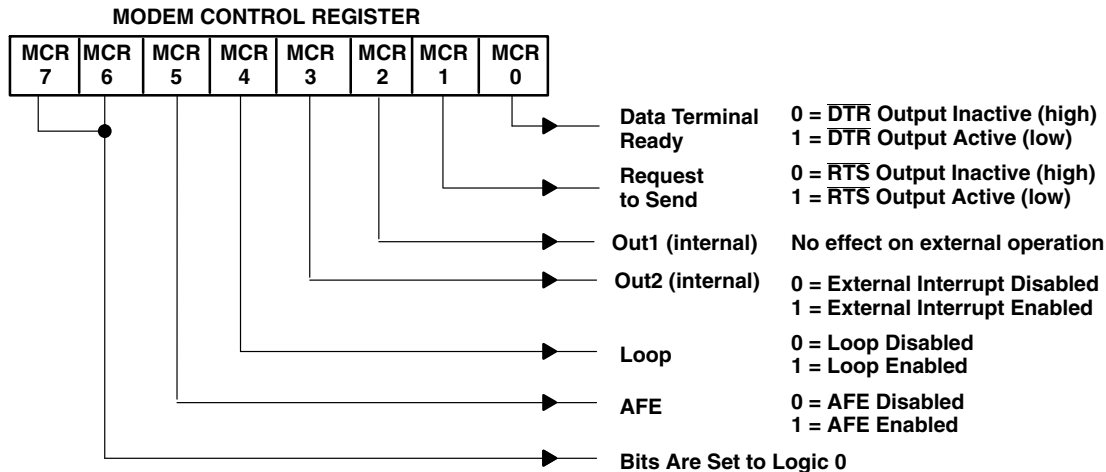 MODEM CONTROL REGISTER
MCR 7 MCR 6 MCR 5 MCR 4 MCR 3 MCR 2 MCR 1 MCR 0
Data Terminal Ready
0 = DTR Output Inactive (high)
1 = DTR Output Active (low)
Request to Send
0 = RTS Output Inactive (high)
1 = RTS Output Active (low)
Out1 (internal) No effect on external operation
Out2 (internal)
0 = External Interrupt Disabled
1 = External Interrupt Enabled
Loop
0 = Loop Disabled
1 = Loop Enabled
AFE
0 = AFE Disabled
1 = AFE Enabled
Bits Are Set to Logic 0